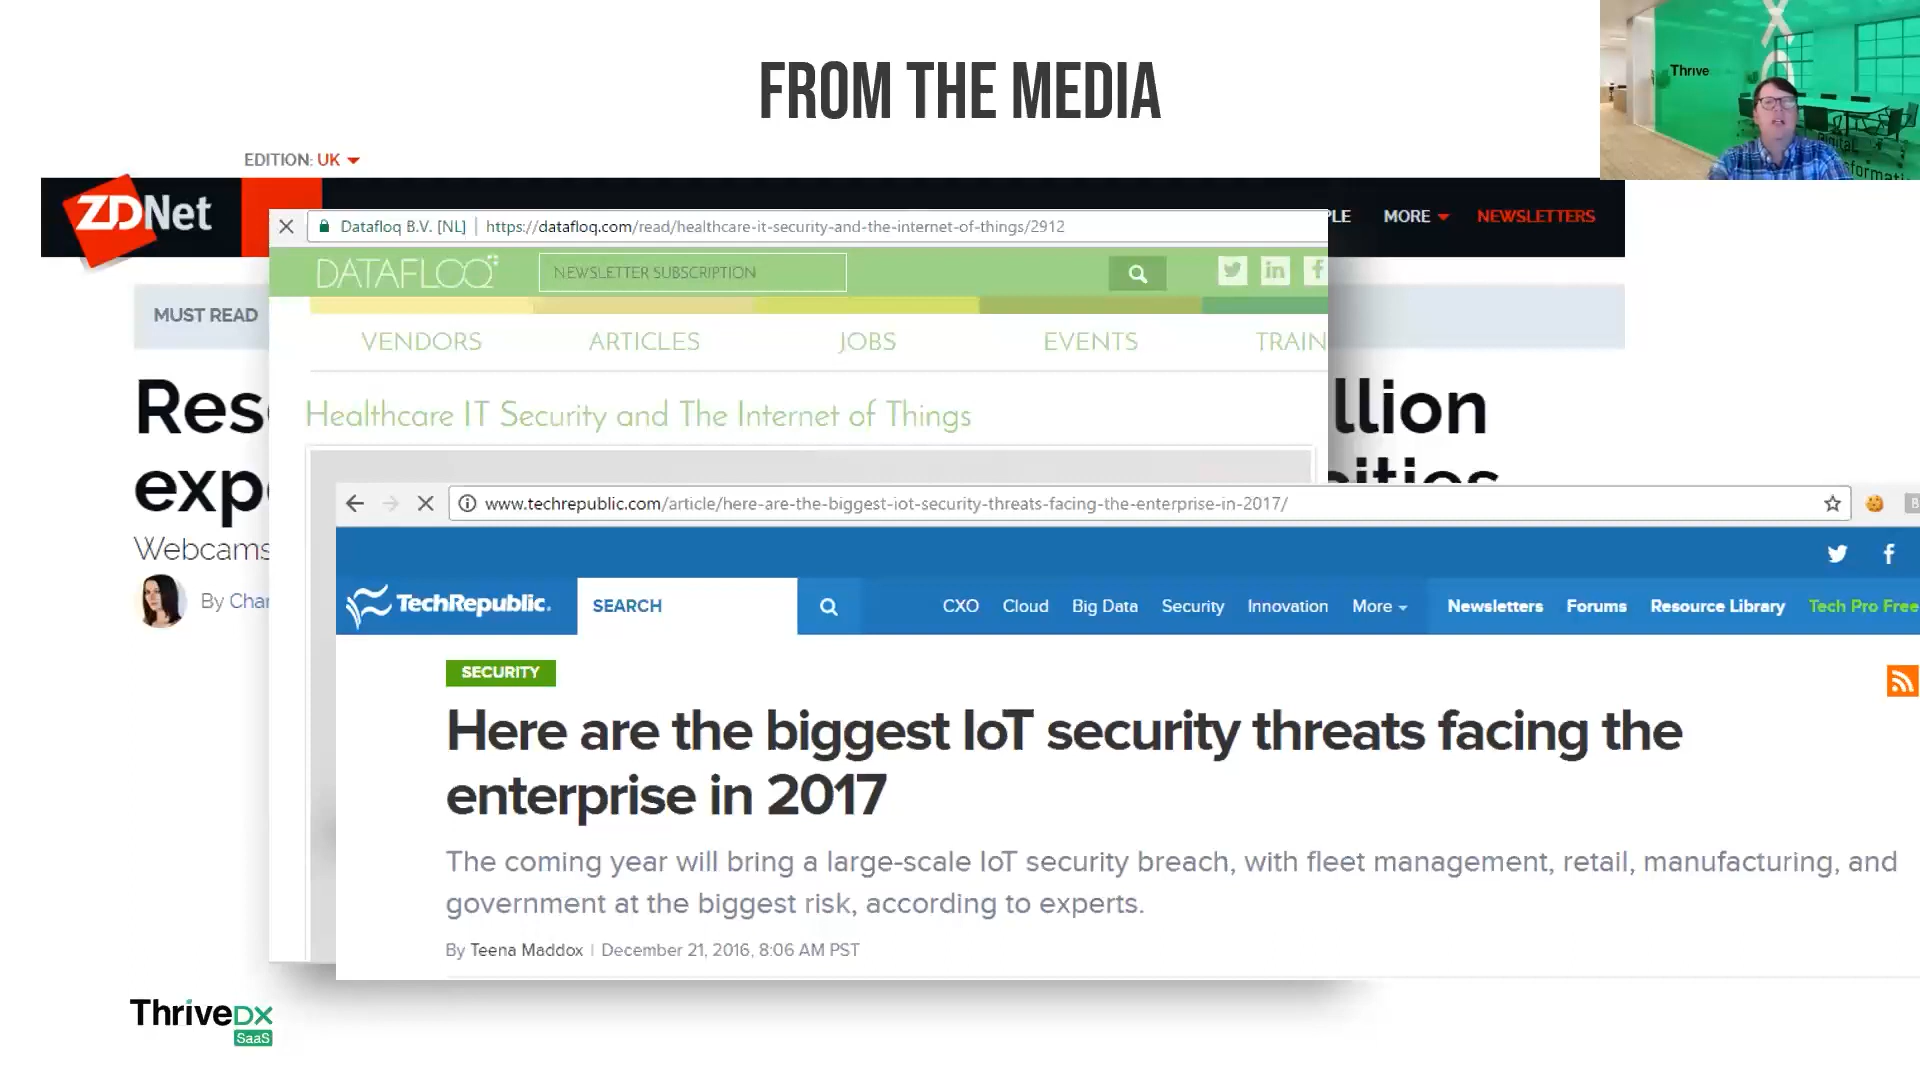 FROM THE MEDIA
Thrive
EDITION: UK
ZDNet
MORE
NEWSLETTERS
Datafloq B.V. [NL] | https://datafloq.com/read/healthcare-it-security-and-the-internet-of-things/2912
DATAFLOQ
NEWSLETTER SUBSCRIPTION
MUST READ
VENDORS ARTICLES JOBS EVENTS TRAIN
Healthcare IT Security and The Internet of Things
Webcams
By Char
www.techrepublic.com/article/here-are-the-biggest-iot-security-threats-facing-the-enterprise-in-2017/
TechRepublic. SEARCH CXO Cloud Big Data Security Innovation More Newsletters Forums Resource Library Tech Pro Free
SECURITY
Here are the biggest IoT security threats facing the
enterprise in 2017
The coming year will bring a large-scale IoT security breach, with fleet management, retail, manufacturing, and
government at the biggest risk, according to experts.
By Teena Maddox | December 21, 2016, 8:06 AM PST
ThriveDX
SaaS